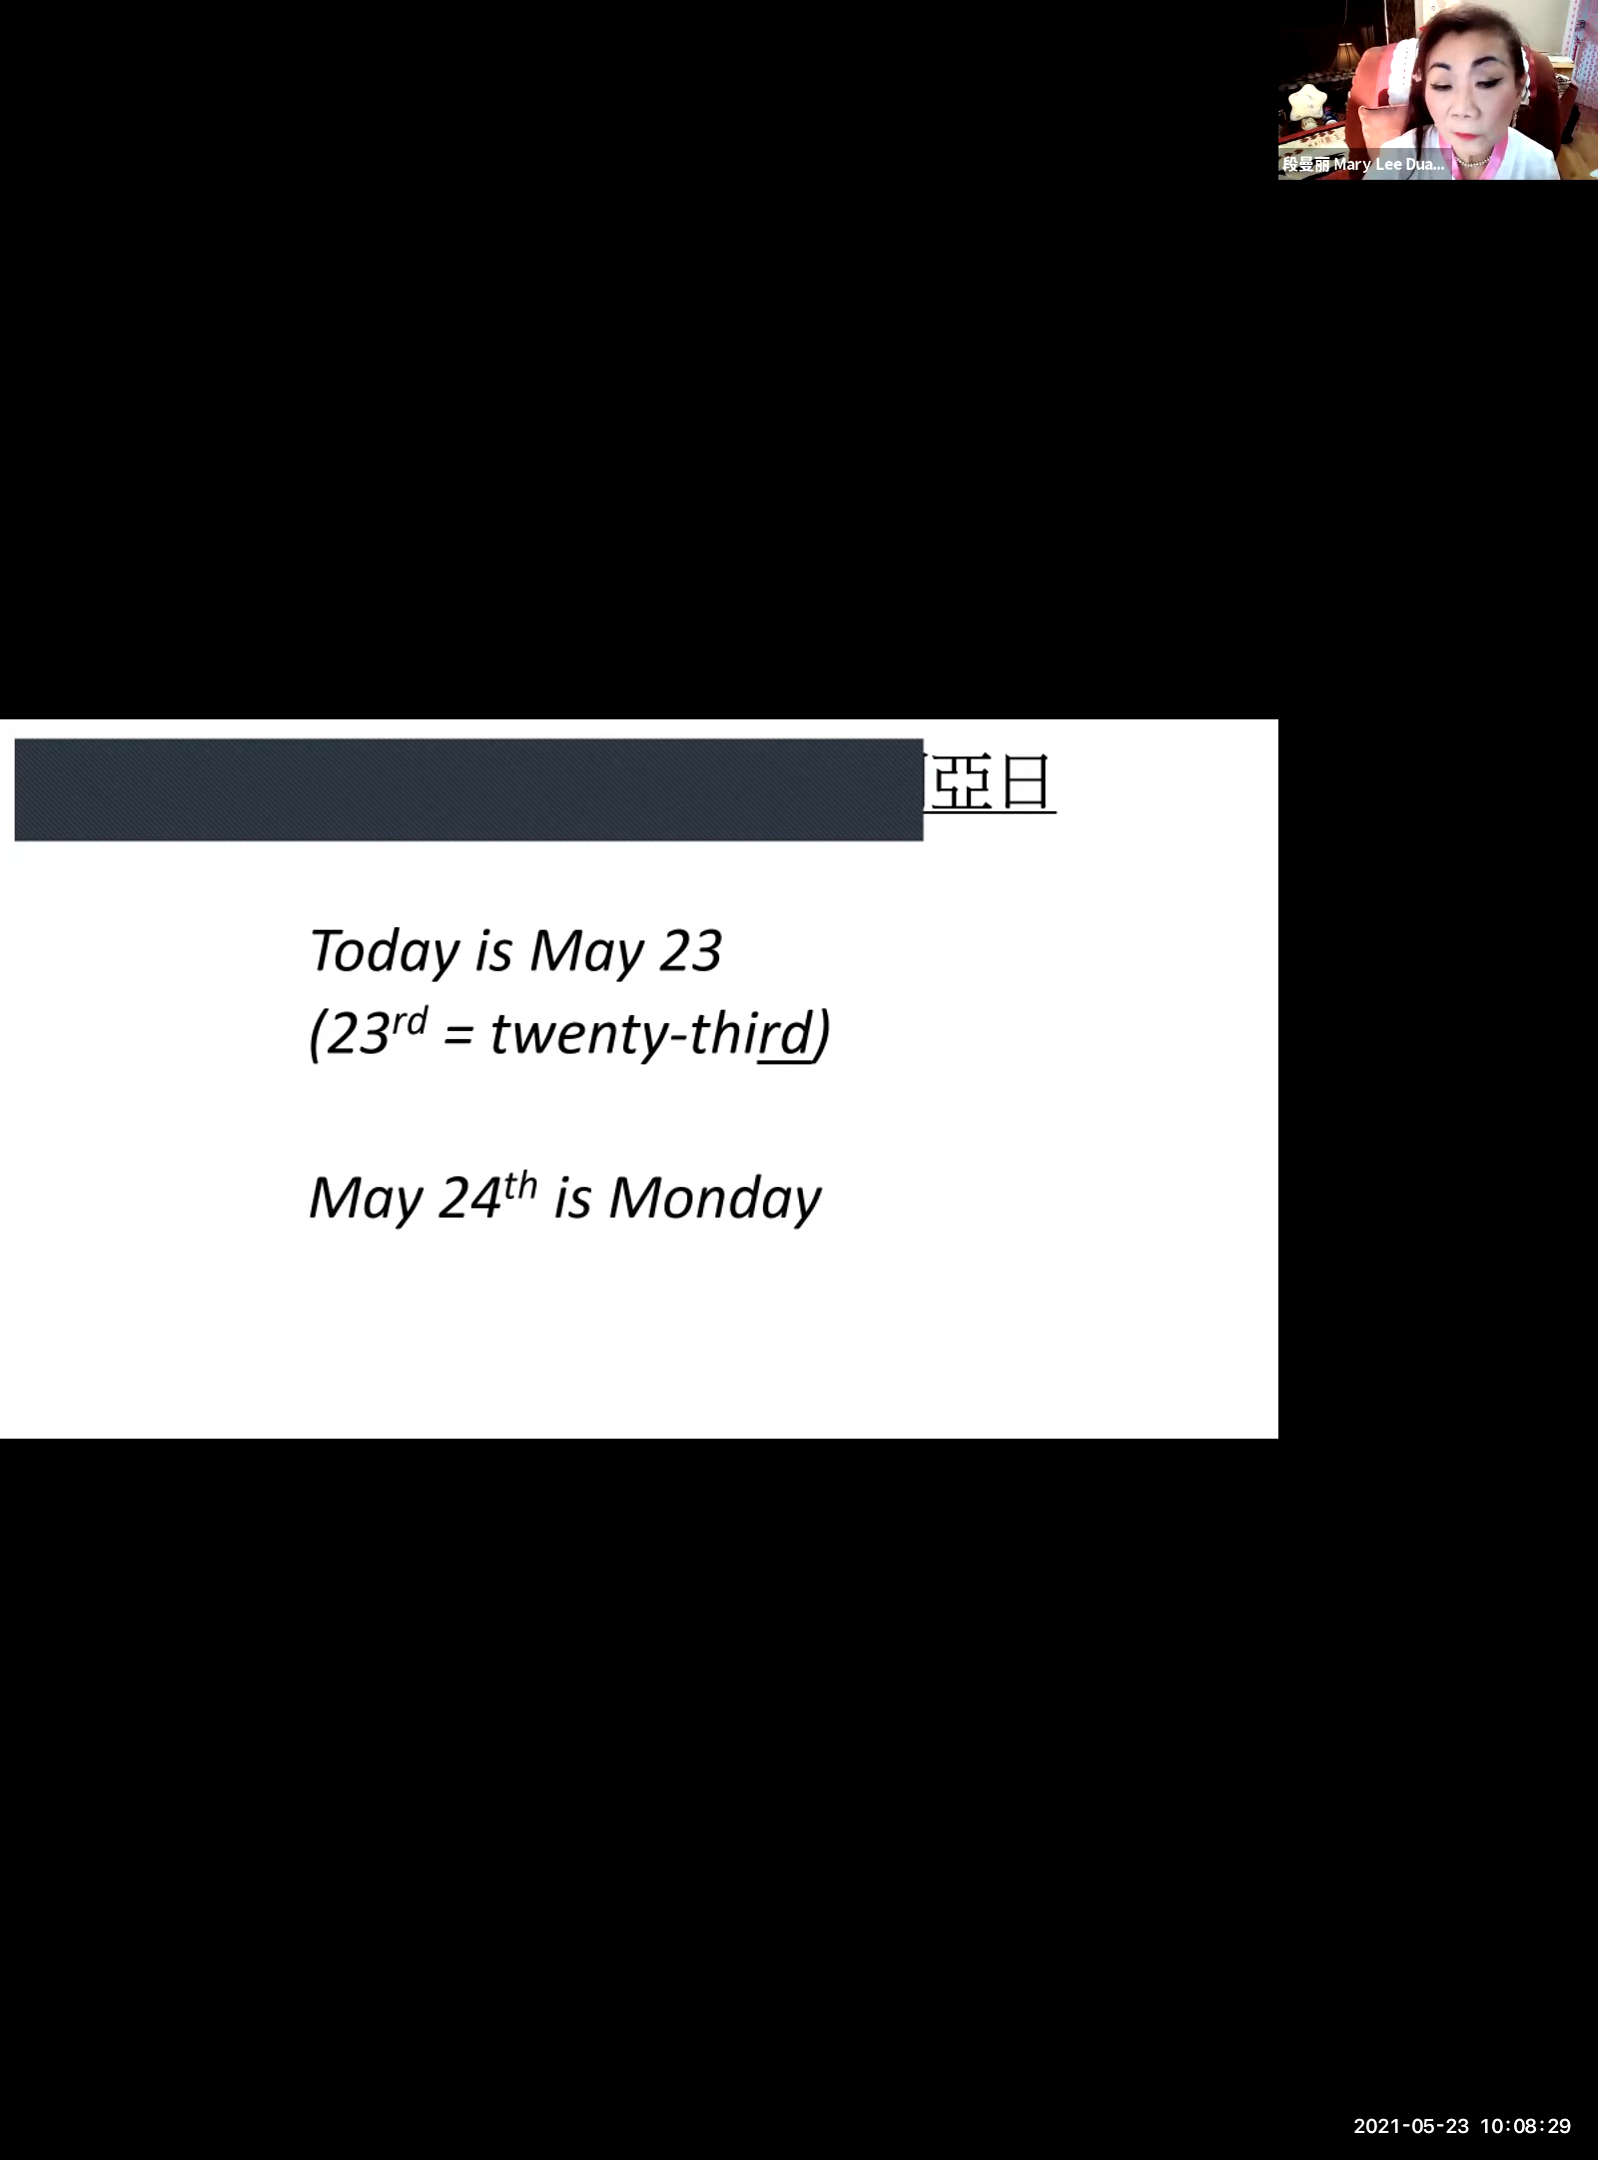 段曼丽 Mary Lee Dua...
亞日
Today is May 23
(23rd = twenty-third)
May 24th is Monday
2021-05-23 10:08:29